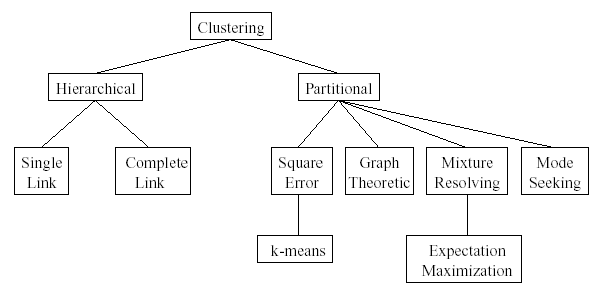 Clustering
Hierarchical
Partitional
Single
Link
Complete
Link
Square
Error
Graph
Theoretic
Mixture
Resolving
Mode
Seeking
k-means
Expectation
Maximization